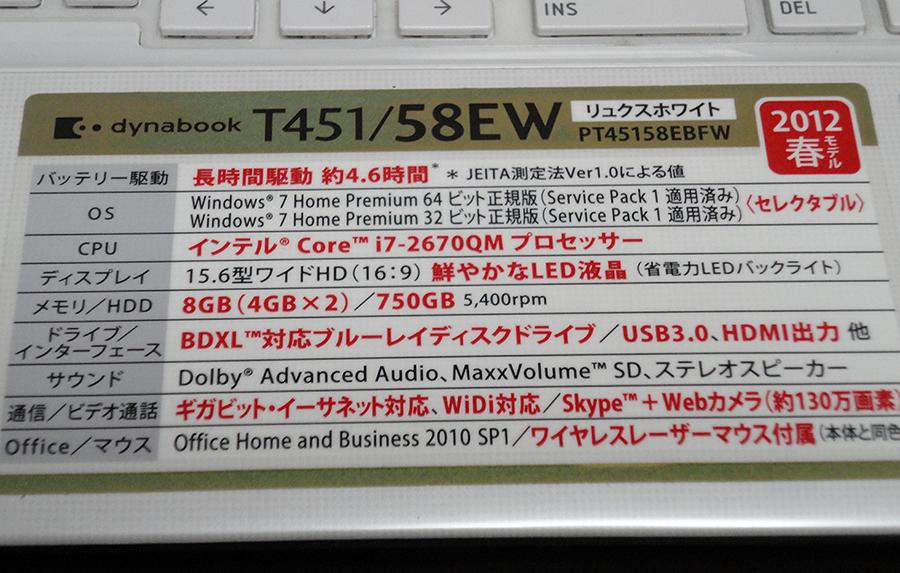 ← ↓ → INS DEL
dynabook T451/58EW リュクスホワイト
PT45158EBFW
2012
春モデル
バッテリー駆動 長時間駆動 約4.6時間* * JEITA測定法Ver1.0による値
OS Windows® 7 Home Premium 64 ビット正規版(Service Pack 1 適用済み)
Windows® 7 Home Premium 32 ビット正規版(Service Pack 1 適用済み)〈セレクタブル〉
CPU インテル® Core™ i7-2670QM プロセッサー
ディスプレイ 15.6型ワイドHD(16:9) 鮮やかなLED液晶(省電力LEDバックライト)
メモリ/HDD 8GB(4GB×2)/750GB 5,400rpm
ドライブ/
インターフェース BDXL™対応ブルーレイディスクドライブ/USB3.0、HDMI出力 他
サウンド Dolby® Advanced Audio、MaxxVolume™ SD、ステレオスピーカー
通信/ビデオ通話 ギガビット・イーサネット対応、WiDi対応/Skype™+Webカメラ(約130万画素
Office/マウス Office Home and Business 2010 SP1/ワイヤレスレーザーマウス付属(本体と同色